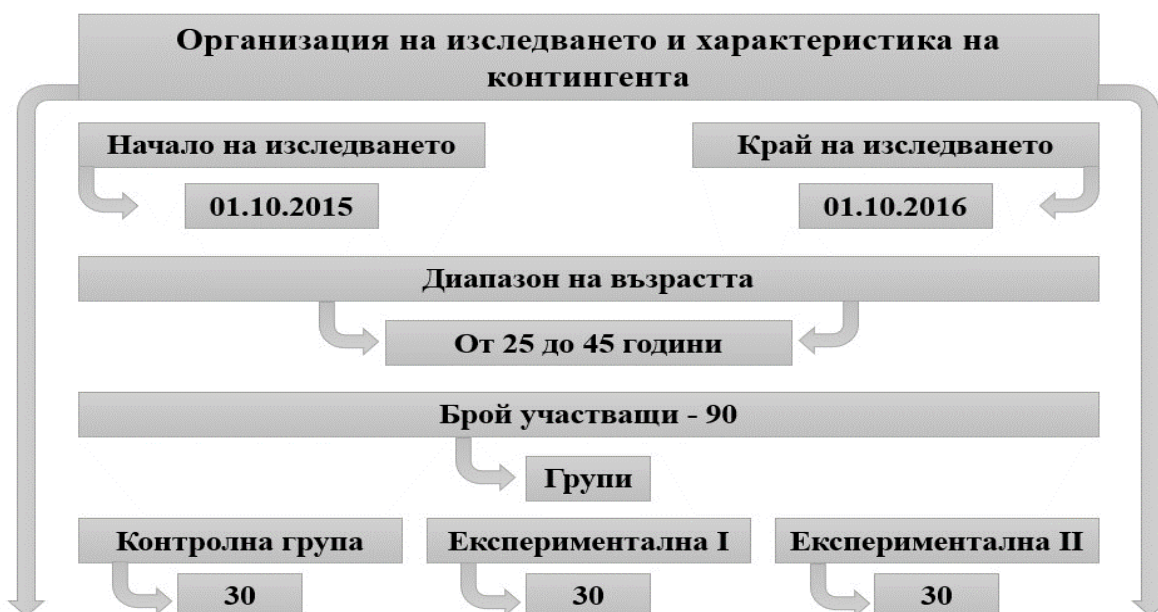 Организация на изследването и характеристика на
контингента
Начало на изследването
Край на изследването
01.10.2015
01.10.2016
Диапазон на възрастта
От 25 до 45 години
Брой участващи - 90
Групи
Контролна група
Експериментална I
Експериментална II
30
30
30